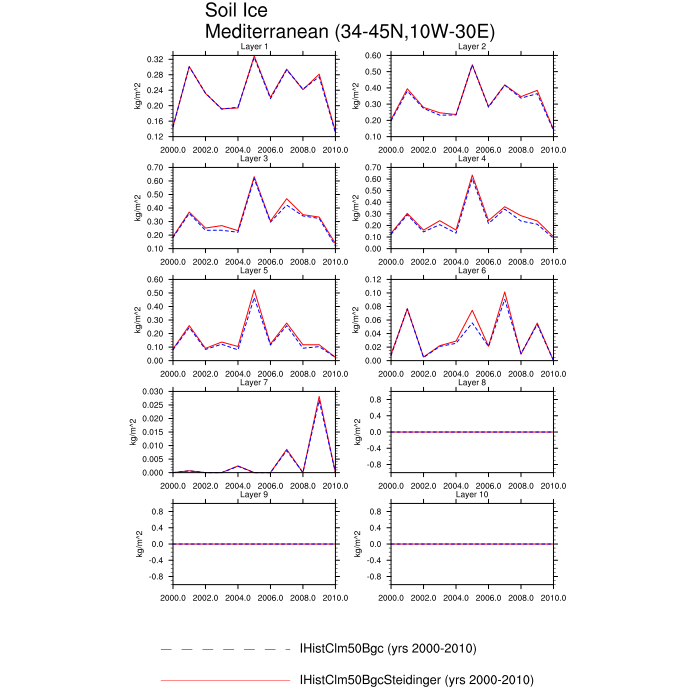 Soil Ice
Mediterranean (34-45N,10W-30E)
Layer 1
kg/m^2
0.32
0.28
0.24
0.20
0.16
0.12
2000.0 2002.0 2004.0 2006.0 2008.0 2010.0
Layer 2
kg/m^2
0.60
0.50
0.40
0.30
0.20
0.10
2000.0 2002.0 2004.0 2006.0 2008.0 2010.0
Layer 3
kg/m^2
0.70
0.60
0.50
0.40
0.30
0.20
0.10
2000.0 2002.0 2004.0 2006.0 2008.0 2010.0
Layer 4
kg/m^2
0.70
0.60
0.50
0.40
0.30
0.20
0.10
0.00
2000.0 2002.0 2004.0 2006.0 2008.0 2010.0
Layer 5
kg/m^2
0.60
0.50
0.40
0.30
0.20
0.10
0.00
2000.0 2002.0 2004.0 2006.0 2008.0 2010.0
Layer 6
kg/m^2
0.12
0.10
0.08
0.06
0.04
0.02
0.00
2000.0 2002.0 2004.0 2006.0 2008.0 2010.0
Layer 7
kg/m^2
0.030
0.025
0.020
0.015
0.010
0.005
0.000
2000.0 2002.0 2004.0 2006.0 2008.0 2010.0
Layer 8
kg/m^2
0.8
0.4
0.0
-0.4
-0.8
2000.0 2002.0 2004.0 2006.0 2008.0 2010.0
Layer 9
kg/m^2
0.8
0.4
0.0
-0.4
-0.8
2000.0 2002.0 2004.0 2006.0 2008.0 2010.0
Layer 10
kg/m^2
0.8
0.4
0.0
-0.4
-0.8
2000.0 2002.0 2004.0 2006.0 2008.0 2010.0
IHistClm50Bgc (yrs 2000-2010)
IHistClm50BgcSteidinger (yrs 2000-2010)